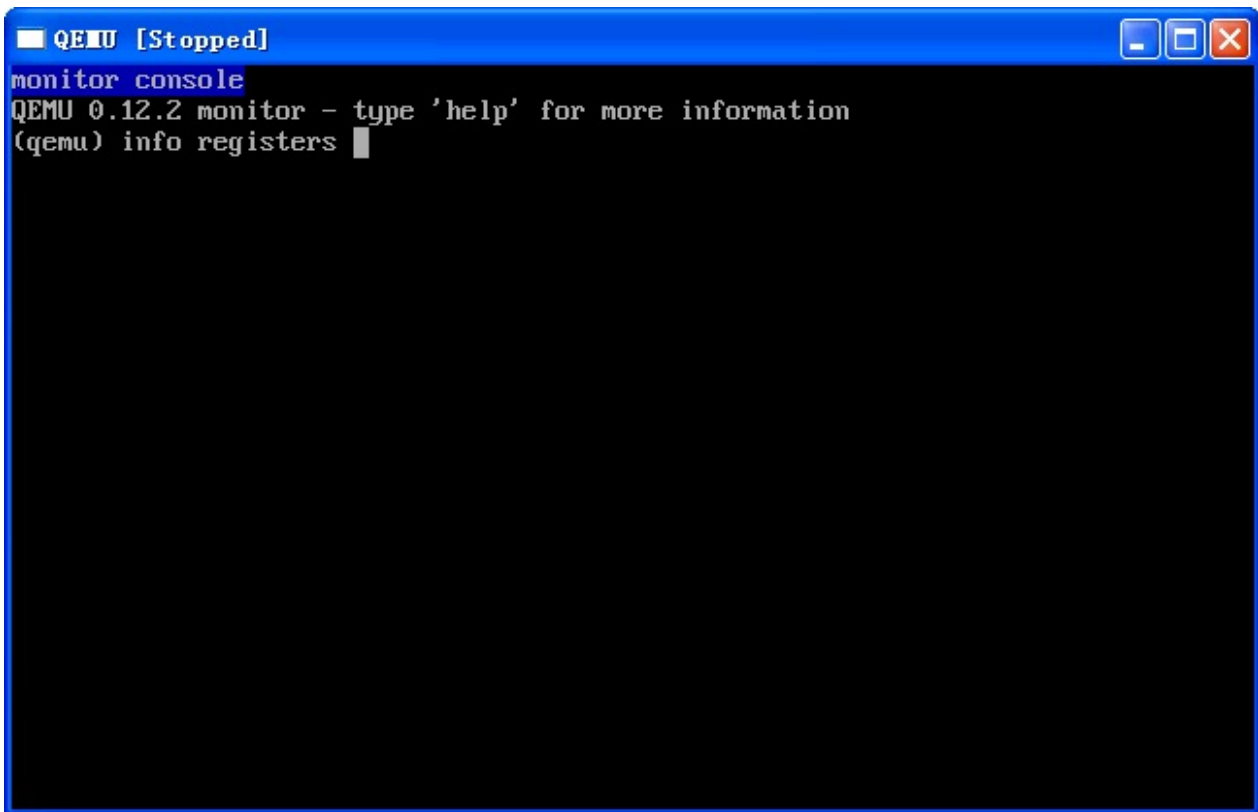 QEMU [Stopped]
monitor console
QEMU 0.12.2 monitor - type 'help' for more information
(qemu) info registers